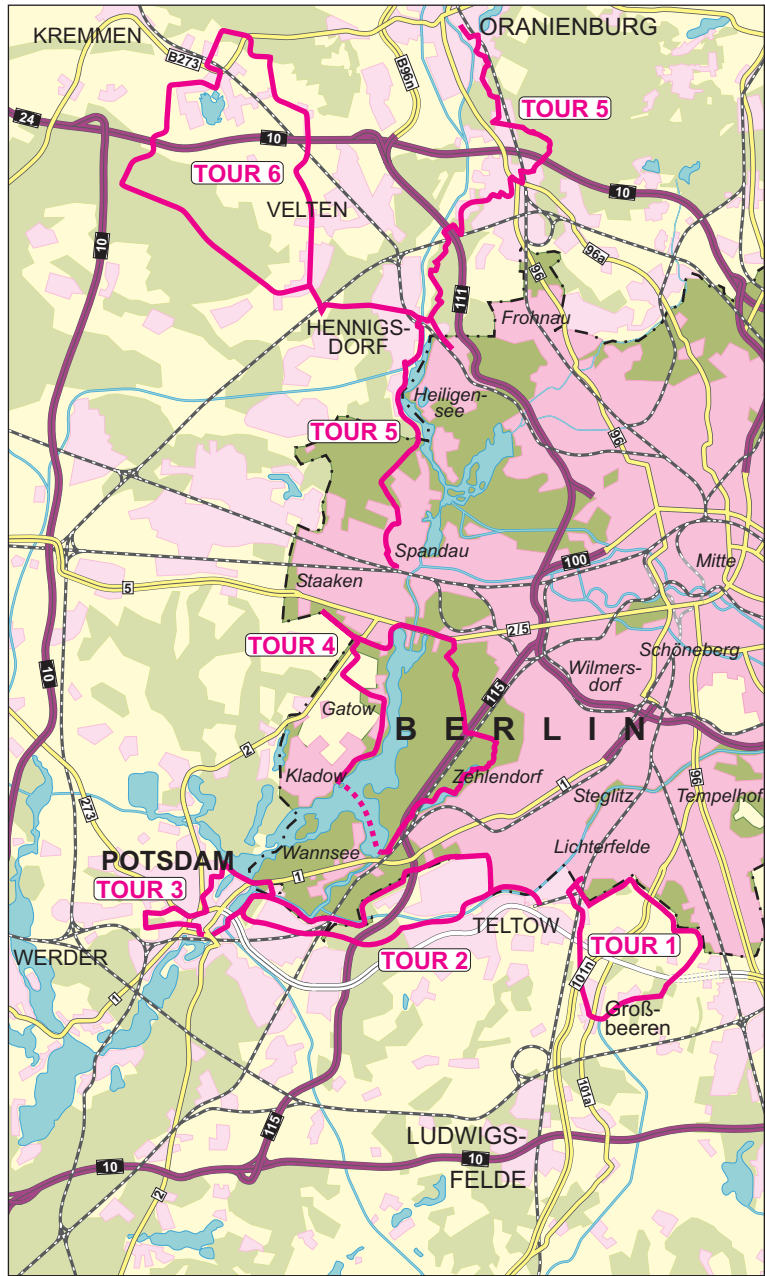 ORANIENBURG
KREMMEN
B273
B96n
TOUR 5
24
10
TOUR 6
10
VELTEN
10
96a
96
111
Frohnau
HENNIGS-
DORF
Heiligen-
see
TOUR 5
96
Spandau
Mitte
100
Staaken
5
2/5
TOUR 4
Schöneberg
Wilmers-
dorf
10
115
Gatow
BERLIN
2
Kladow
Zehlendorf
1
96
273
Steglitz
Tempelhof
Wannsee
Lichterfelde
POTSDAM
1
TOUR 3
TELTOW
TOUR 1
WERDER
TOUR 2
101n
1
Groß-
beeren
101a
115
LUDWIGS-
10
10
FELDE
2